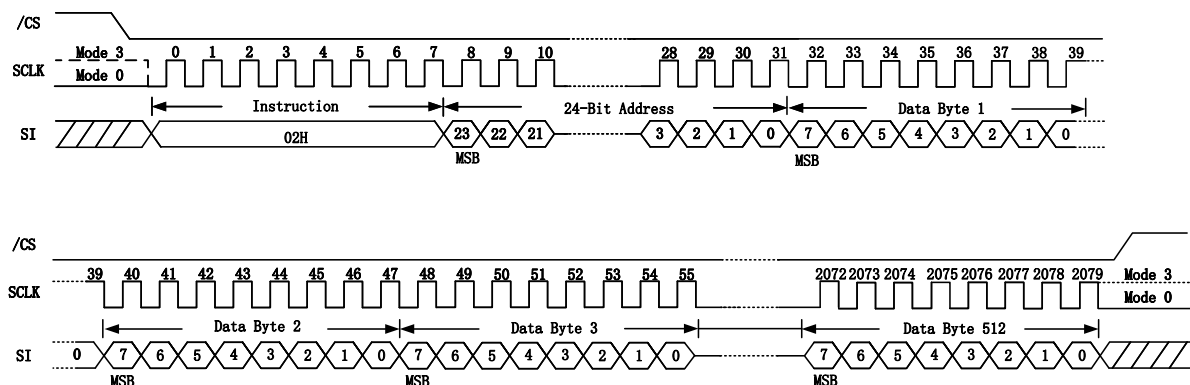 /CS
Mode 3 0 1 2 3 4 5 6 7 8 9 10 28 29 30 31 32 33 34 35 36 37 38 39
SCLK Mode 0
Instruction 24-Bit Address Data Byte 1
SI 02H 23 22 21 3 2 1 0 7 6 5 4 3 2 1 0
MSB MSB
/CS
39 40 41 42 43 44 45 46 47 48 49 50 51 52 53 54 55 2072 2073 2074 2075 2076 2077 2078 2079 Mode 3
SCLK Mode 0
Data Byte 2 Data Byte 3 Data Byte 512
SI 0 7 6 5 4 3 2 1 0 7 6 5 4 3 2 1 0 7 6 5 4 3 2 1 0
MSB MSB MSB